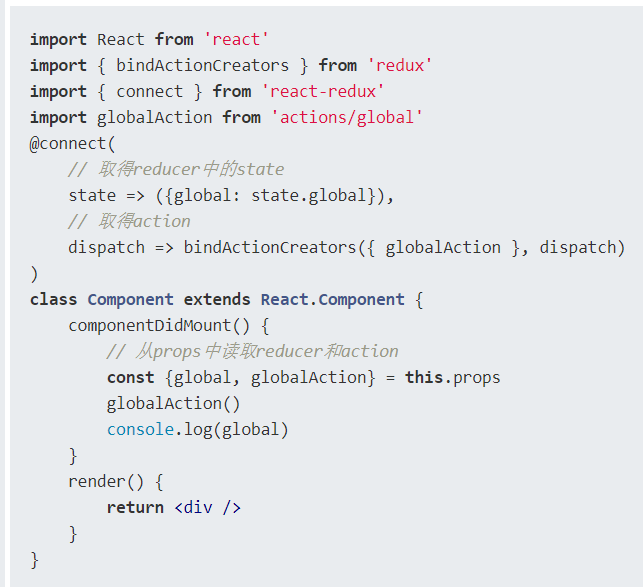 import React from 'react'
import { bindActionCreators } from 'redux'
import { connect } from 'react-redux'
import globalAction from 'actions/global'
@connect(
    // 取得reducer中的state
    state => ({global: state.global}),
    // 取得action
    dispatch => bindActionCreators({ globalAction }, dispatch)
)
class Component extends React.Component {
    componentDidMount() {
        // 从props中读取reducer和action
        const {global, globalAction} = this.props
        globalAction()
        console.log(global)
    }
    render() {
        return <div />
    }
}